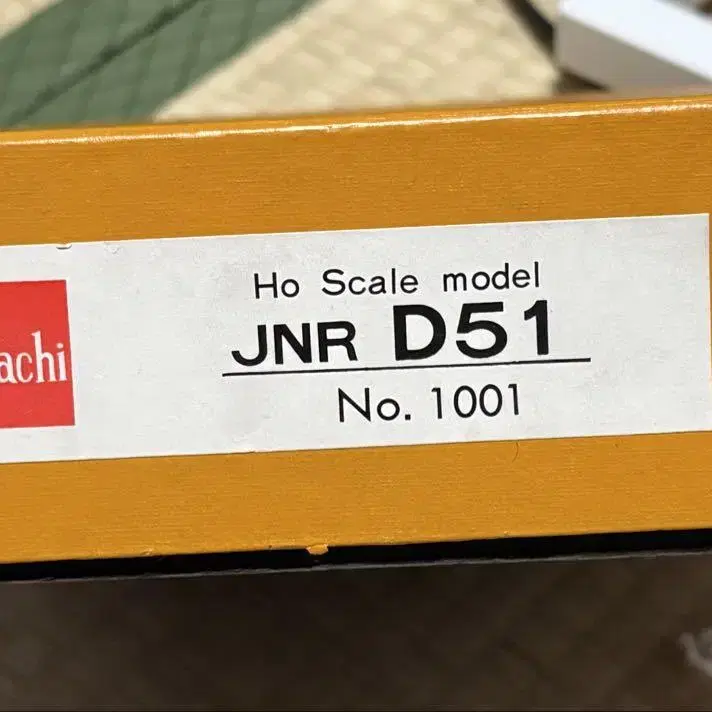 achi
Ho Scale model
JNR D51
No. 1001